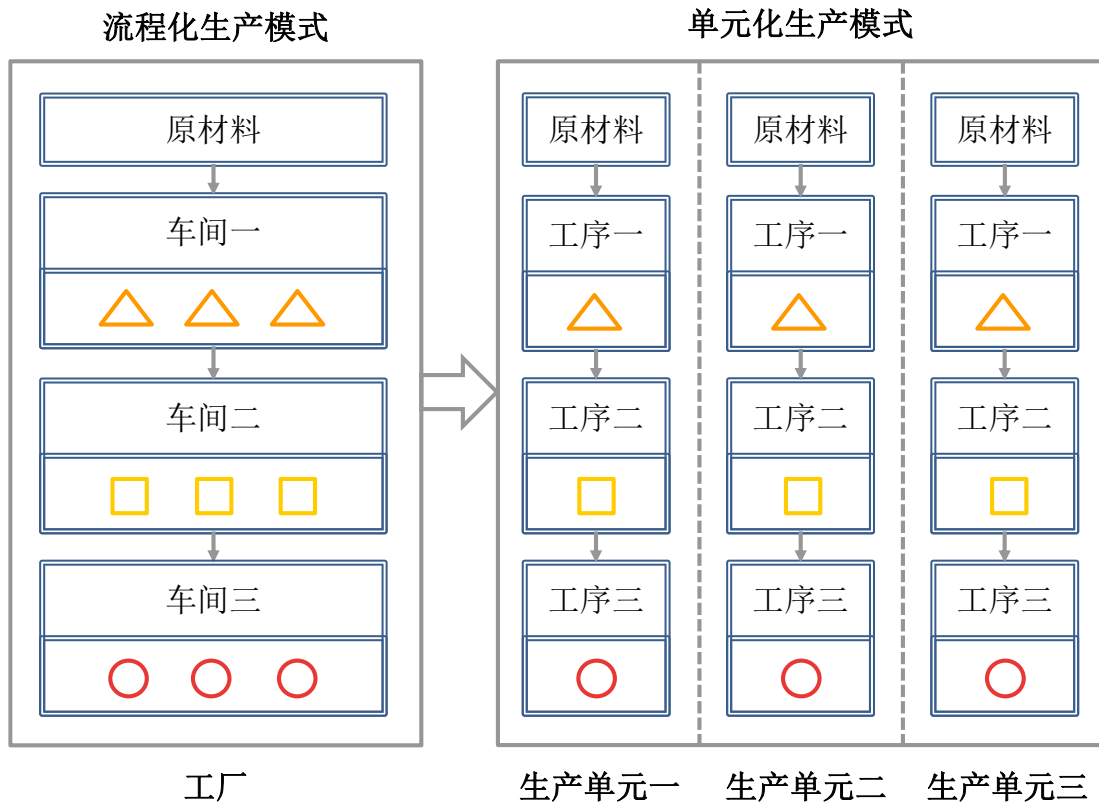 流程化生产模式
原材料
车间一
车间二
车间三
工厂
单元化生产模式
原材料
工序一
工序二
工序三
生产单元一
原材料
工序一
工序二
工序三
生产单元二
原材料
工序一
工序二
工序三
生产单元三